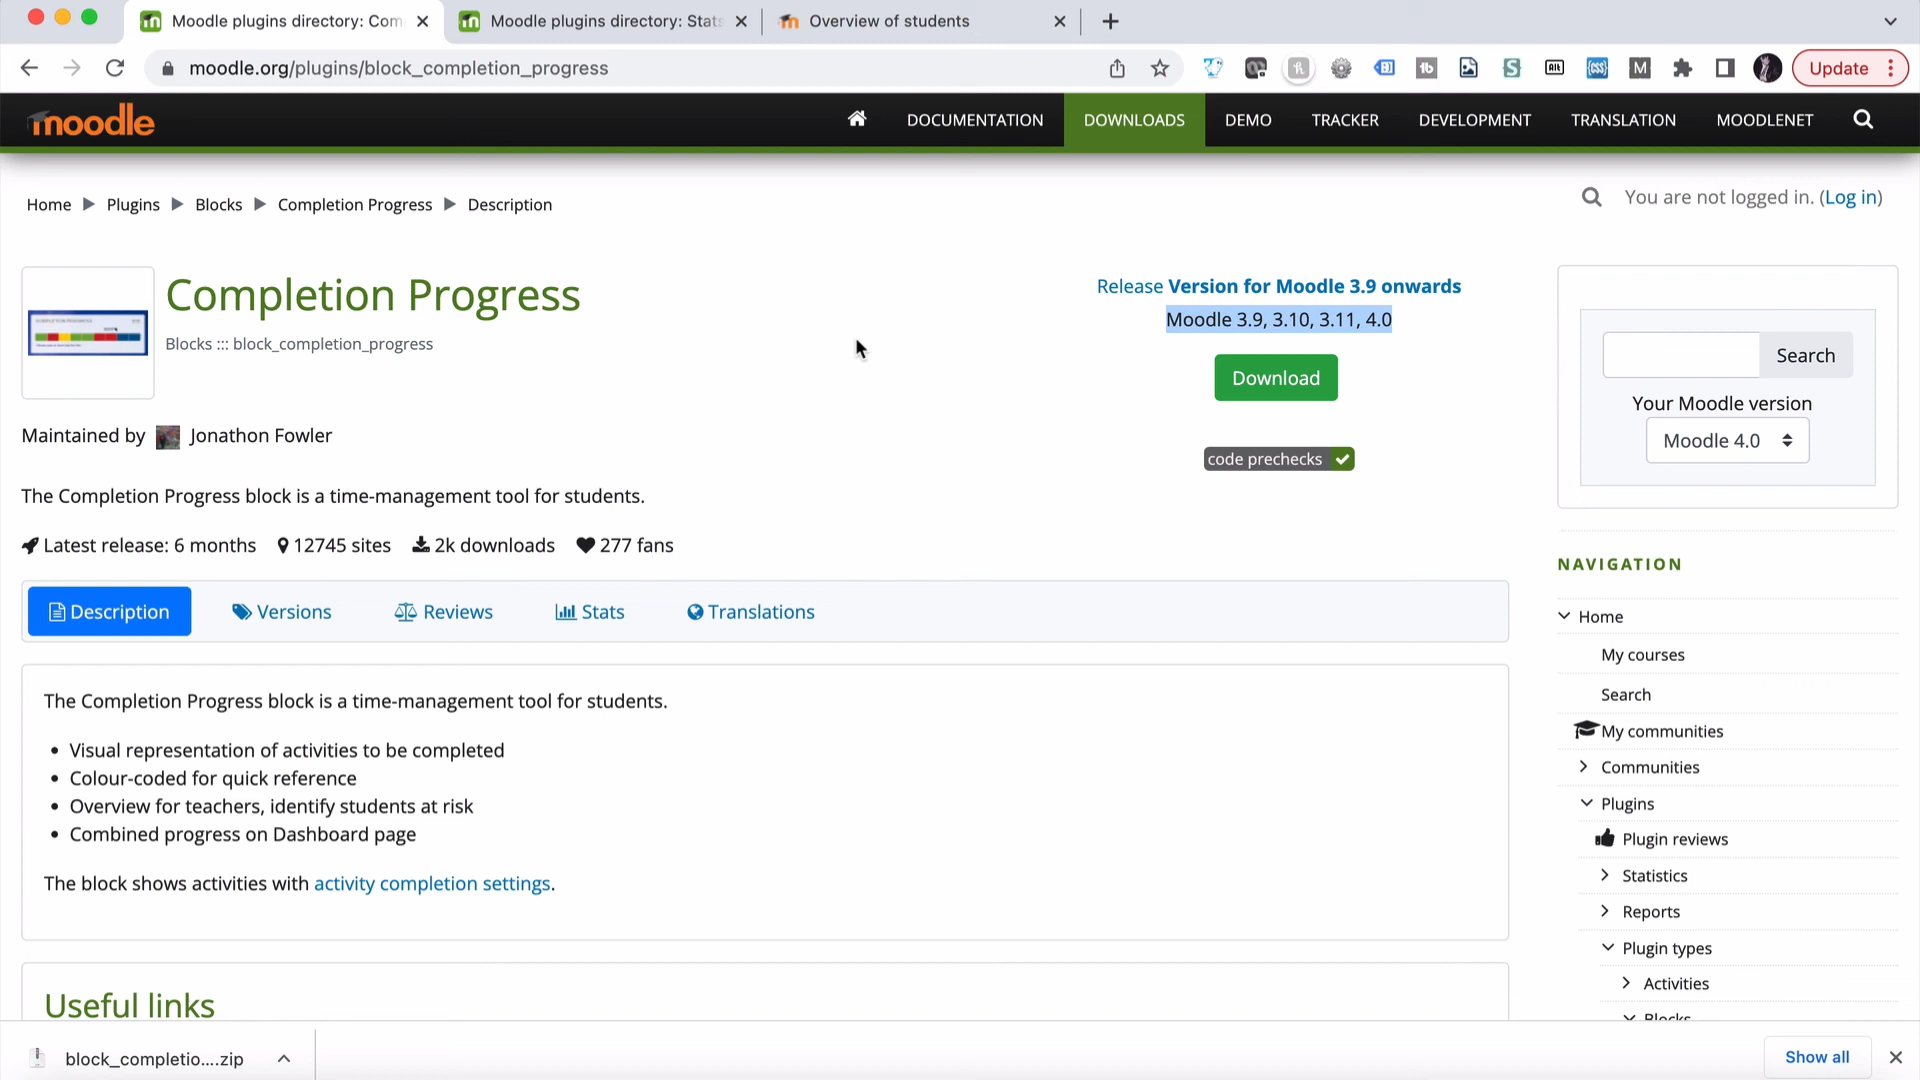 Moodle plugins directory: Com
Moodle plugins directory: Stats
Overview of students
moodle.org/plugins/block_completion_progress
Update
moodle
DOCUMENTATION
DOWNLOADS
DEMO
TRACKER
DEVELOPMENT
TRANSLATION
MOODLENET
Home
Plugins
Blocks
Completion Progress
Description
You are not logged in. (Log in)
Completion Progress
Blocks ::: block_completion_progress
Release Version for Moodle 3.9 onwards
Moodle 3.9, 3.10, 3.11, 4.0
Download
code prechecks
Search
Your Moodle version
Moodle 4.0
Maintained by Jonathon Fowler
The Completion Progress block is a time-management tool for students.
Latest release: 6 months 12745 sites 2k downloads 277 fans
Description
Versions
Reviews
Stats
Translations
The Completion Progress block is a time-management tool for students.
• Visual representation of activities to be completed
• Colour-coded for quick reference
• Overview for teachers, identify students at risk
• Combined progress on Dashboard page
The block shows activities with activity completion settings.
Useful links
NAVIGATION
Home
My courses
Search
My communities
Communities
Plugins
Plugin reviews
Statistics
Reports
Plugin types
Activities
Blocks
block_completio....zip
Show all